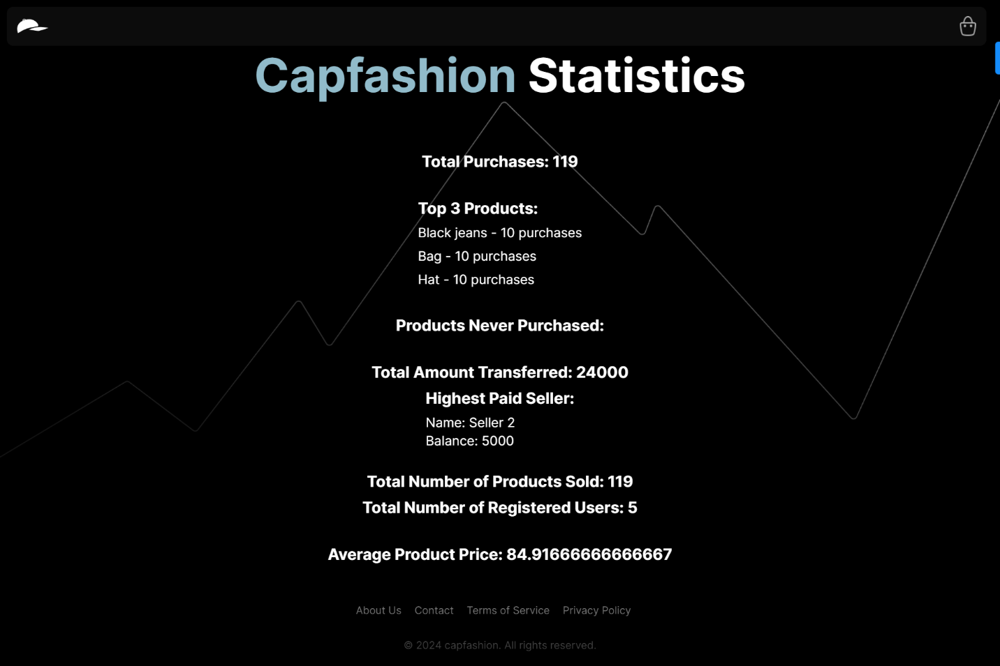 Capfashion Statistics
Total Purchases: 119
Top 3 Products:
Black jeans - 10 purchases
Bag - 10 purchases
Hat - 10 purchases
Products Never Purchased:
Total Amount Transferred: 24000
Highest Paid Seller:
Name: Seller 2
Balance: 5000
Total Number of Products Sold: 119
Total Number of Registered Users: 5
Average Product Price: 84.91666666666667
About Us Contact Terms of Service Privacy Policy
© 2024 capfashion. All rights reserved.